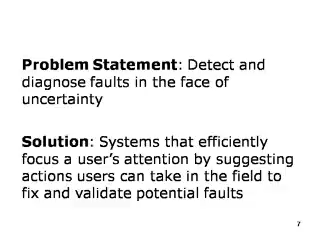 Problem Statement: Detect and
diagnose faults in the face of
uncertainty
Solution: Systems that efficiently
focus a user's attention by suggesting
actions users can take in the field to
fix and validate potential faults
7